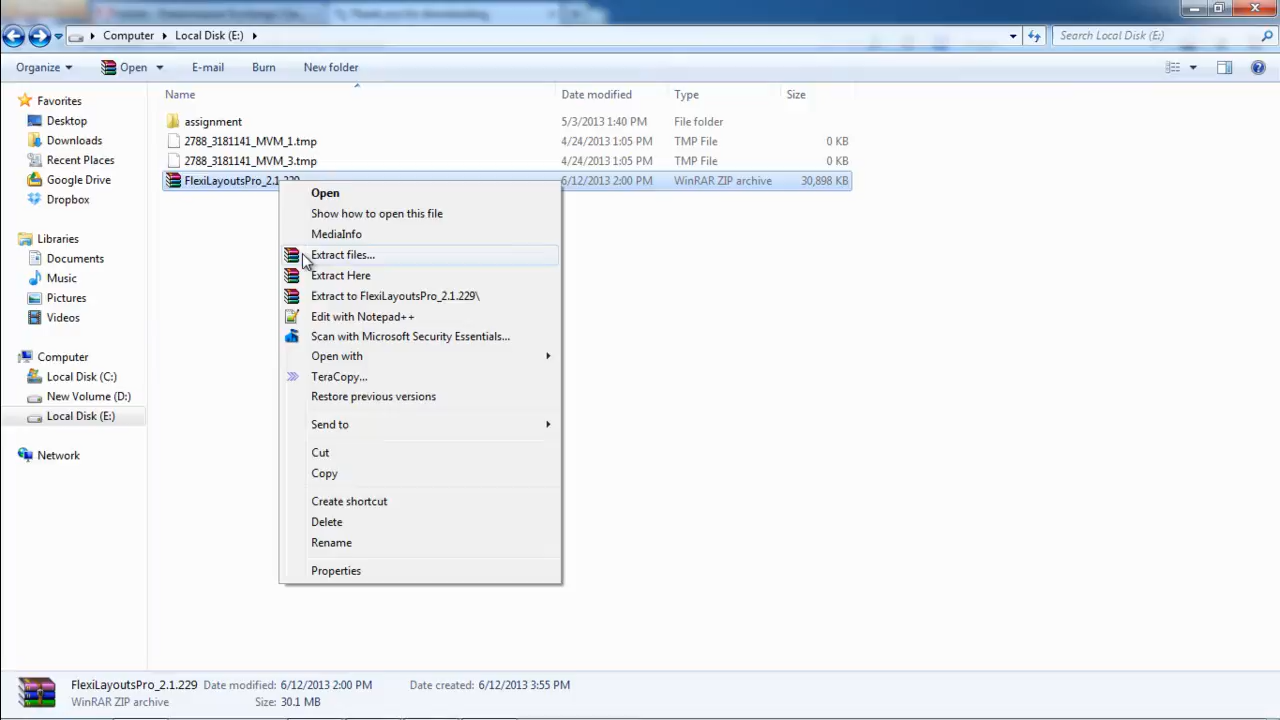 Computer Local Disk (E:) Search Local Disk (E:)
Organize Open E-mail Burn New folder
Name Date modified Type Size
Favorites
Desktop
Downloads
Recent Places
Google Drive
Dropbox
Libraries
Documents
Music
Pictures
Videos
Computer
Local Disk (C:)
New Volume (D:)
Local Disk (E:)
Network
assignment 5/3/2013 1:40 PM File folder
2788_3181141_MVM_1.tmp 4/24/2013 1:05 PM TMP File 0 KB
2788_3181141_MVM_3.tmp 4/24/2013 1:05 PM TMP File 0 KB
FlexiLayoutsPro_2.1.229 6/12/2013 2:00 PM WinRAR ZIP archive 30,898 KB
Open
Show how to open this file
MediaInfo
Extract files...
Extract Here
Extract to FlexiLayoutsPro_2.1.229\
Edit with Notepad++
Scan with Microsoft Security Essentials...
Open with
TeraCopy...
Restore previous versions
Send to
Cut
Copy
Create shortcut
Delete
Rename
Properties
FlexiLayoutsPro_2.1.229 Date modified: 6/12/2013 2:00 PM Date created: 6/12/2013 3:55 PM
WinRAR ZIP archive Size: 30.1 MB